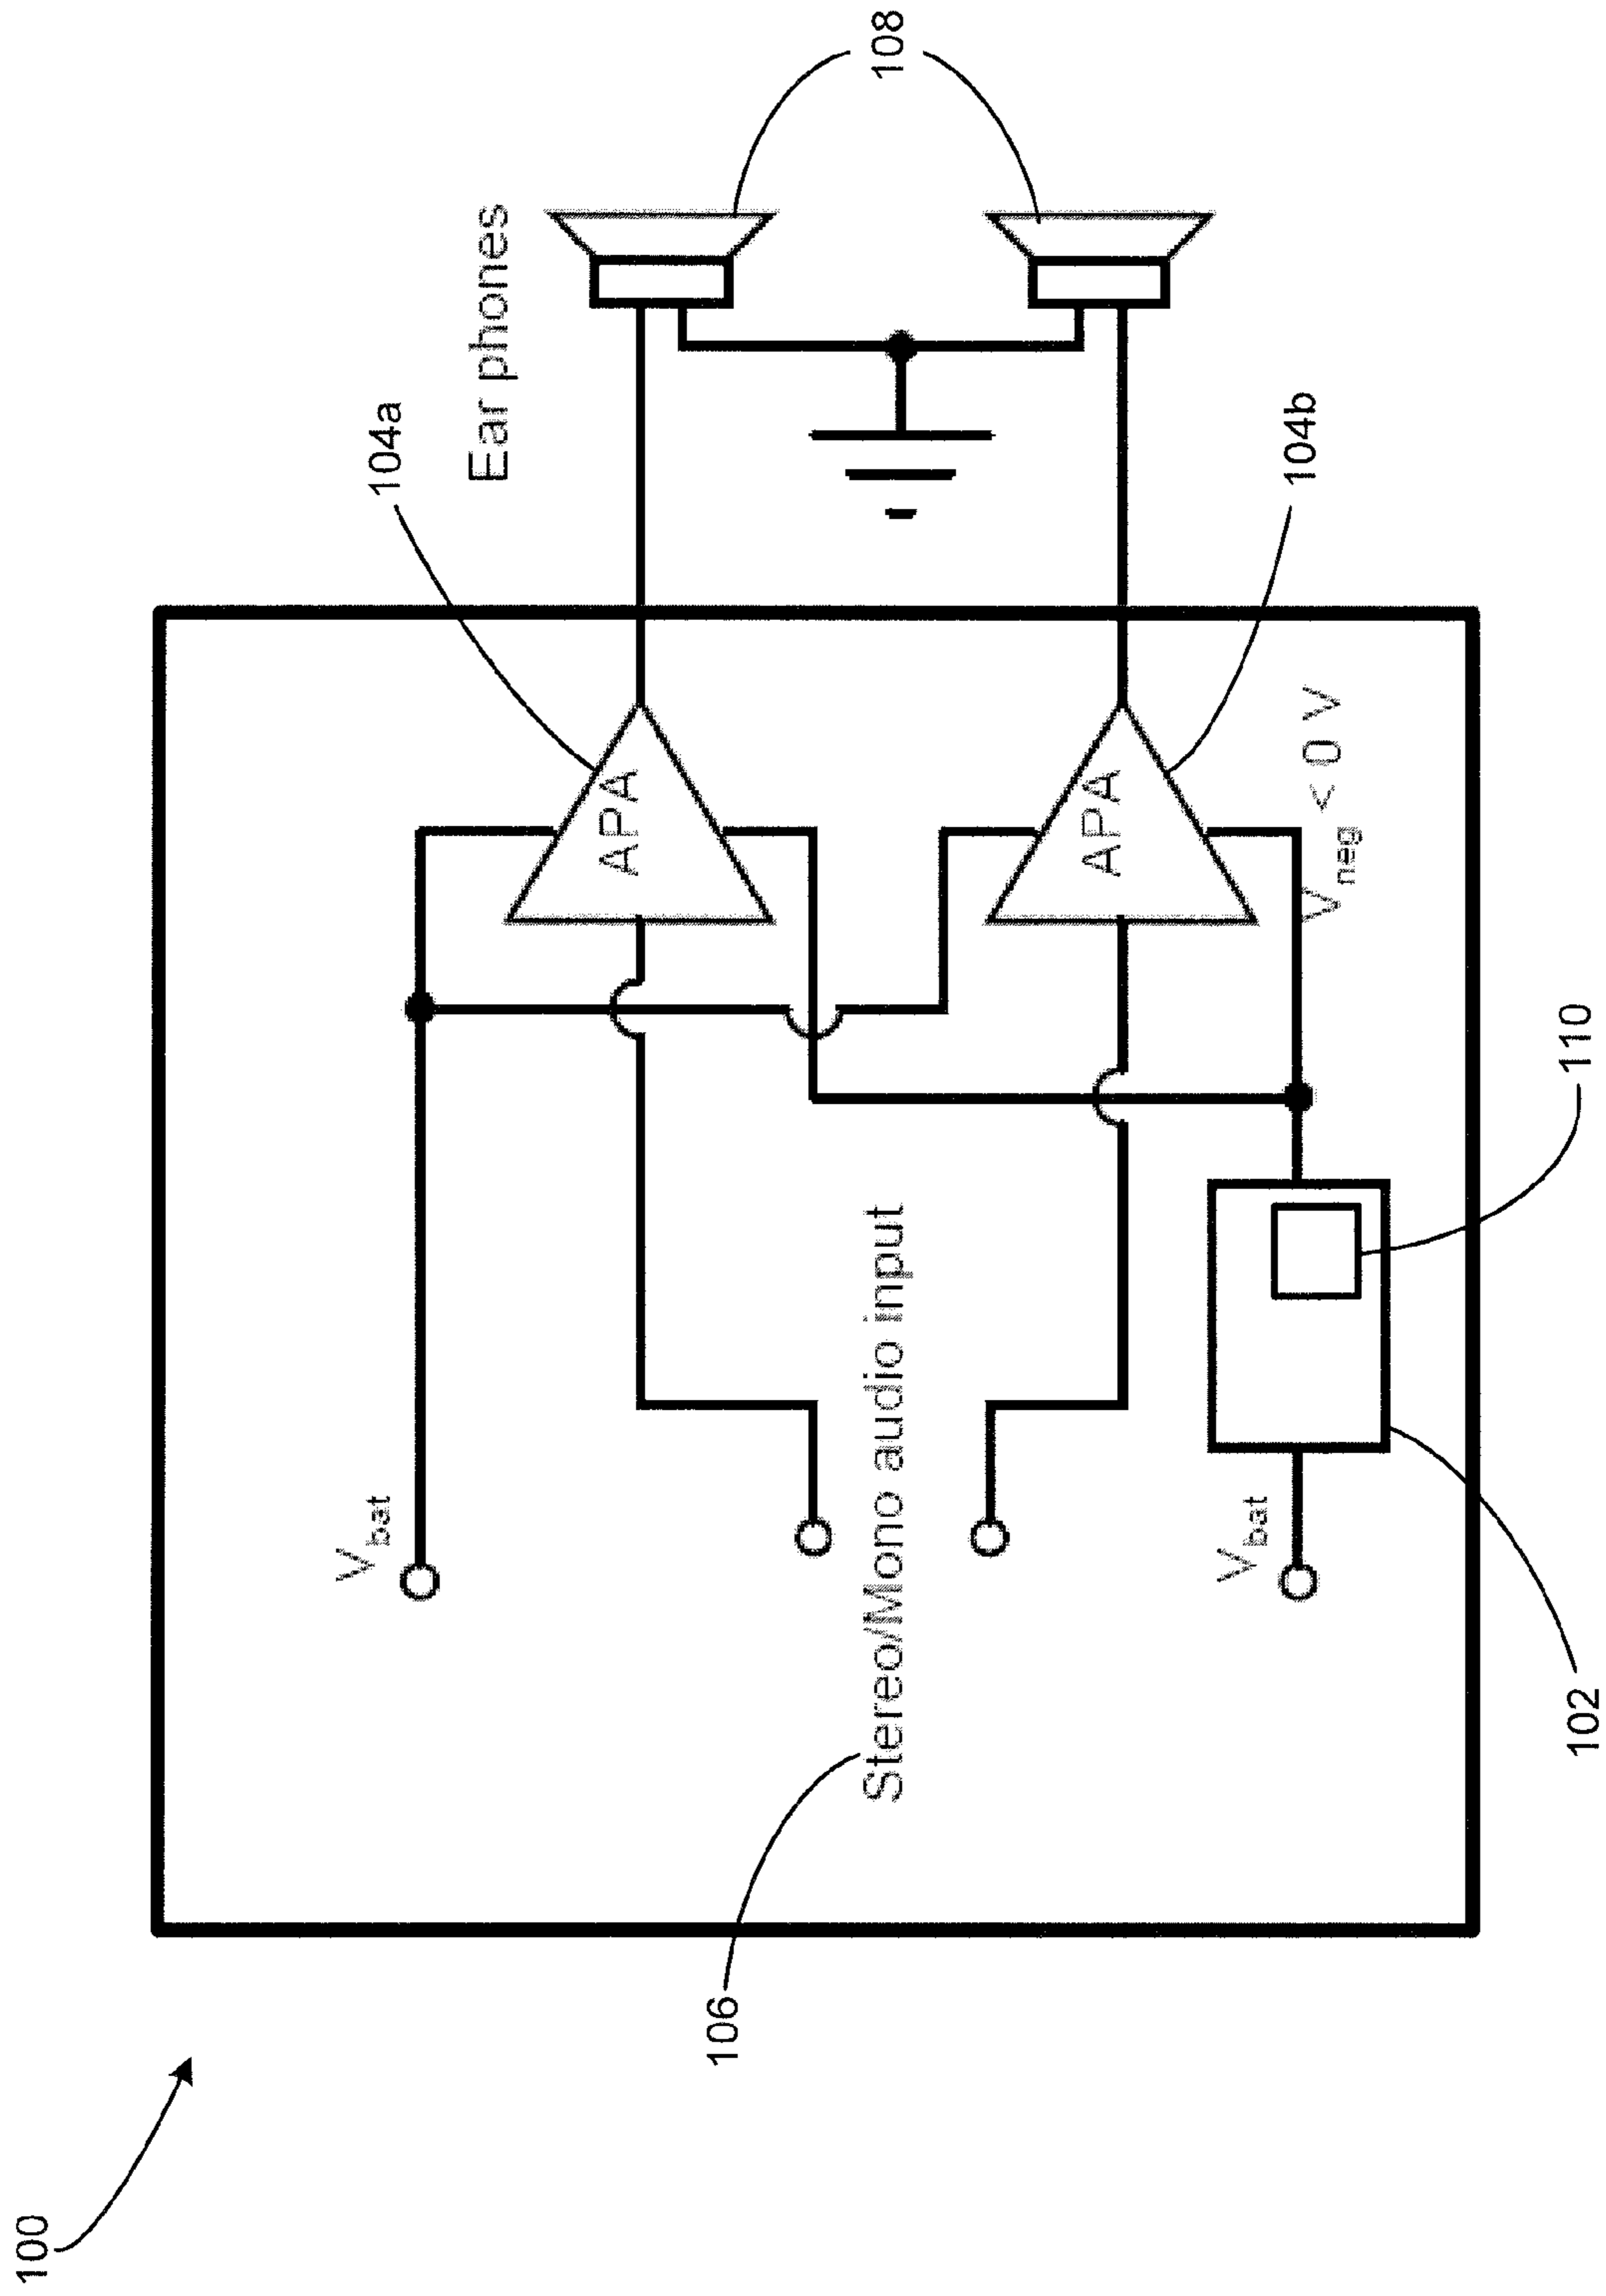 100
106
Stereo/Mono audio input
V_bat
V_bat
102
110
V_neg < 0 V
APA
APA
104a
104b
Ear phones
108